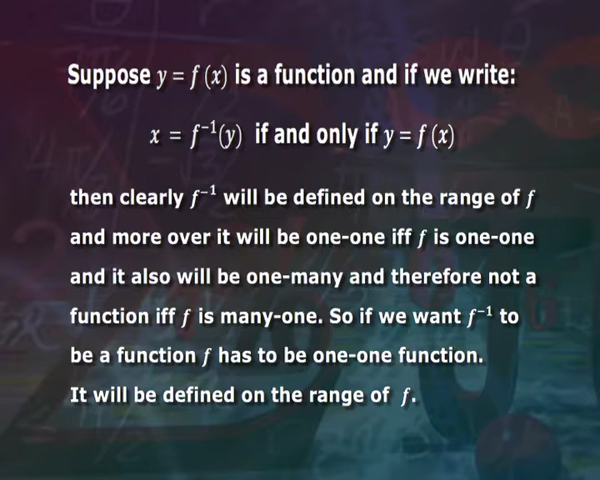 Suppose y = f (x) is a function and if we write:
x = f⁻¹(y) if and only if y = f (x)
then clearly f⁻¹ will be defined on the range of f
and more over it will be one-one iff f is one-one
and it also will be one-many and therefore not a
function iff f is many-one. So if we want f⁻¹ to
be a function f has to be one-one function.
It will be defined on the range of f.